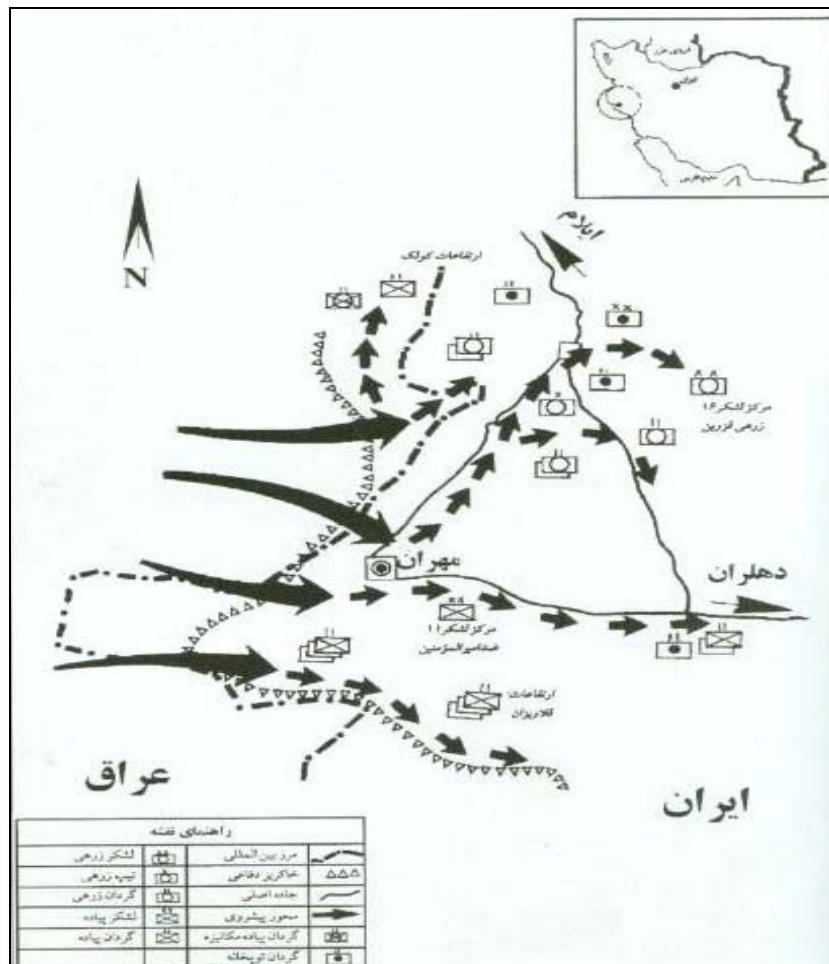 تهران
ایلام
ارتفاعات کولک
N
مرکز لشکر ۱۶
زرهی قزوین
مهران
دهلران
مرکز لشکر ۱۱
ارتفاعات
قلاویزان
عراق
ایران
راهنمای نقشه
مرز بین المللی
لشکر زرهی
خاکریز دفاعی
تیپ زرهی
جاده اصلی
گردان زرهی
محور پیشروی
لشکر پیاده
گردان پیاده مکانیزه
گردان پیاده
گردان توپخانه